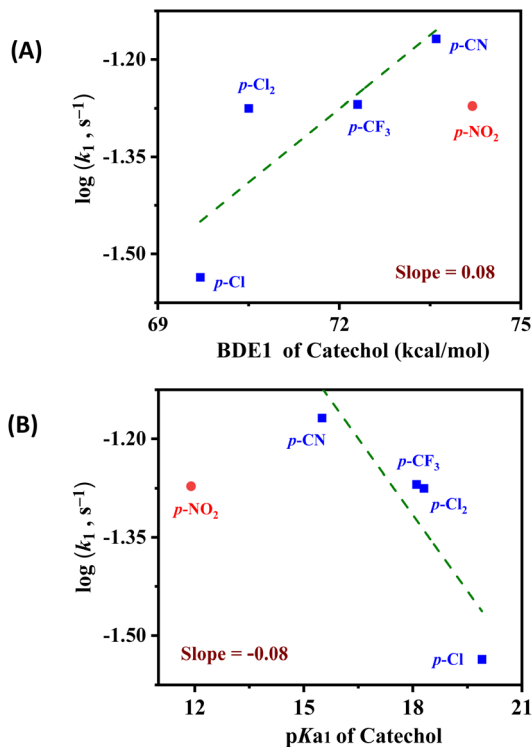 (A)
log (k₁ , s⁻¹)
-1.20
-1.35
-1.50
p-CN
p-Cl₂
p-CF₃
p-NO₂
p-Cl
Slope = 0.08
69
72
75
BDE1 of Catechol (kcal/mol)
(B)
log (k₁ , s⁻¹)
-1.20
-1.35
-1.50
p-CN
p-CF₃
p-NO₂
p-Cl₂
Slope = -0.08
p-Cl
12
15
18
21
pKa1 of Catechol